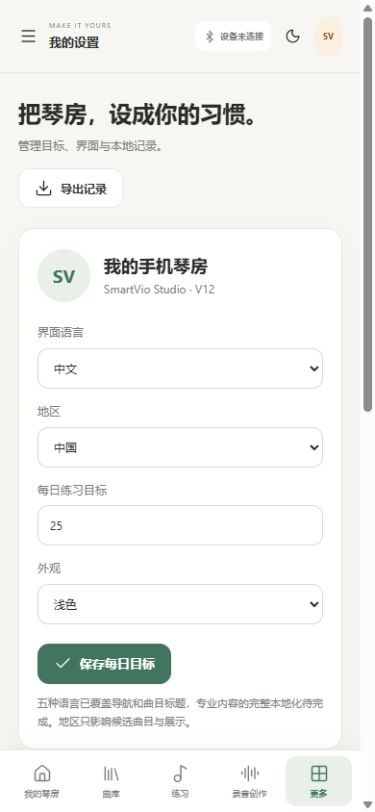 MAKE IT YOURS
我的设置
设备未连接
SV
把琴房，设成你的习惯。
管理目标、界面与本地记录。
导出记录
SV
我的手机琴房
SmartVio Studio · V12
界面语言
中文
地区
中国
每日练习目标
25
外观
浅色
保存每日目标
五种语言已覆盖导航和曲目标题，专业内容的完整本地化待完
成。地区只影响候选曲目与展示。
我的琴房
曲库
练习
录音创作
更多